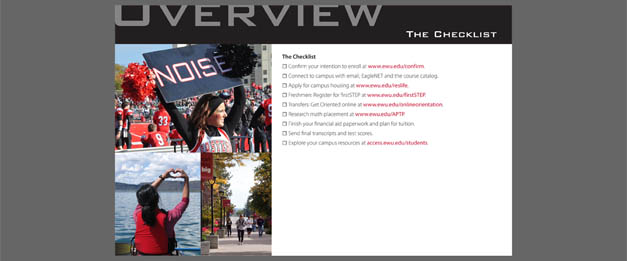 OVERVIEW
THE CHECKLIST
NOISE
The Checklist
❒ Confirm your intention to enroll at www.ewu.edu/confirm.
❒ Connect to campus with email, EagleNET and the course catalog.
❒ Apply for campus housing at www.ewu.edu/reslife.
❒ Freshmen: Register for firstSTEP at www.ewu.edu/firstSTEP.
❒ Transfers: Get Oriented online at www.ewu.edu/onlineorientation.
❒ Research math placement at www.ewu.edu/APTP.
❒ Finish your financial aid paperwork and plan for tuition.
❒ Send final transcripts and test scores.
❒ Explore your campus resources at access.ewu.edu/students.